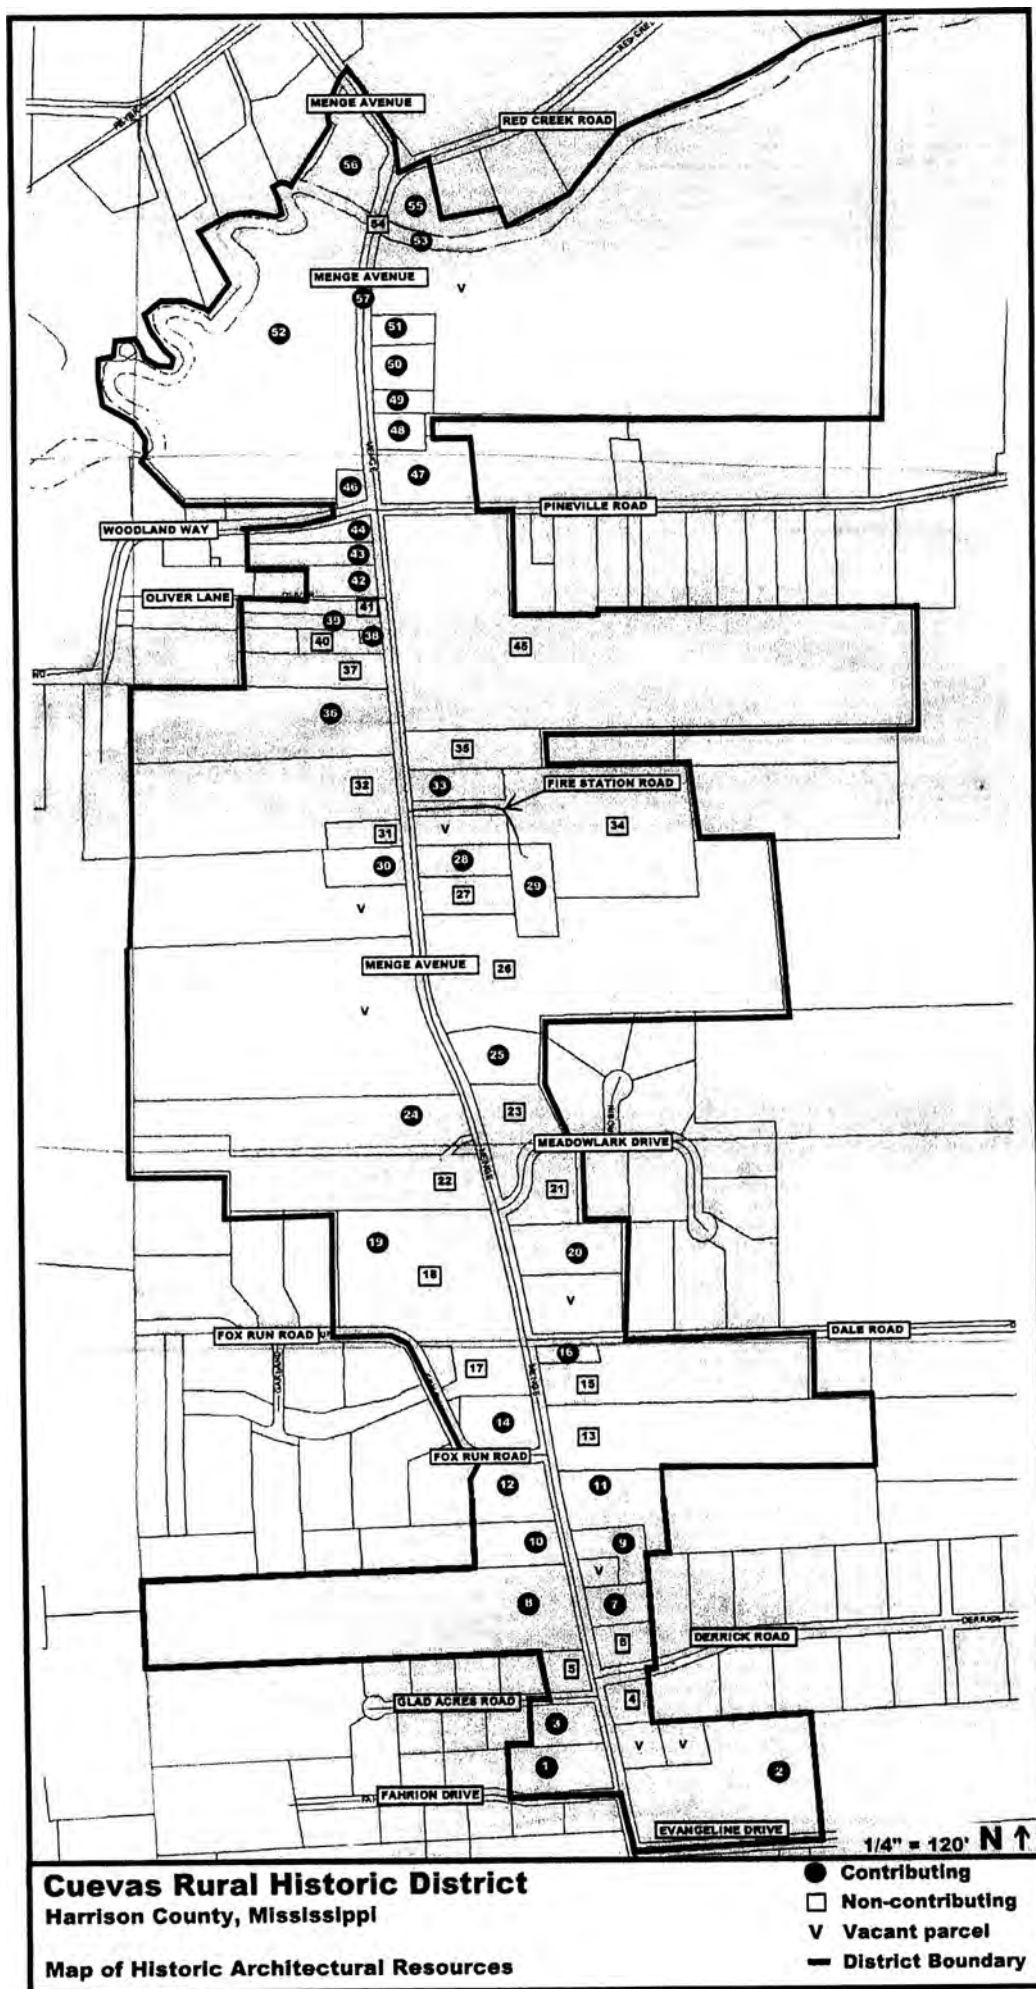 MENGE AVENUE
RED CREEK ROAD
56
55
54
53
MENGE AVENUE
V
57
52
51
50
49
48
MENGE
47
46
PINEVILLE ROAD
WOODLAND WAY
44
43
42
OLIVER LANE
41
39
38
40
45
37
36
35
32
33
FIRE STATION ROAD
34
31
V
30
28
27
29
V
MENGE AVENUE
26
V
25
24
23
ROBIN
MEADOWLARK DRIVE
MENGE
22
21
19
20
18
V
FOX RUN ROAD
DALE ROAD
OAKLAND
16
17
MENGE
15
14
13
FOX RUN ROAD
12
11
10
9
V
8
7
DERRICK
6
DERRICK ROAD
5
GLAD ACRES ROAD
4
3
V
V
1
2
FAHRION DRIVE
EVANGELINE DRIVE
1/4" = 120' N ↑
Cuevas Rural Historic District
Harrison County, Mississippi
Map of Historic Architectural Resources
Contributing
Non-contributing
V Vacant parcel
District Boundary